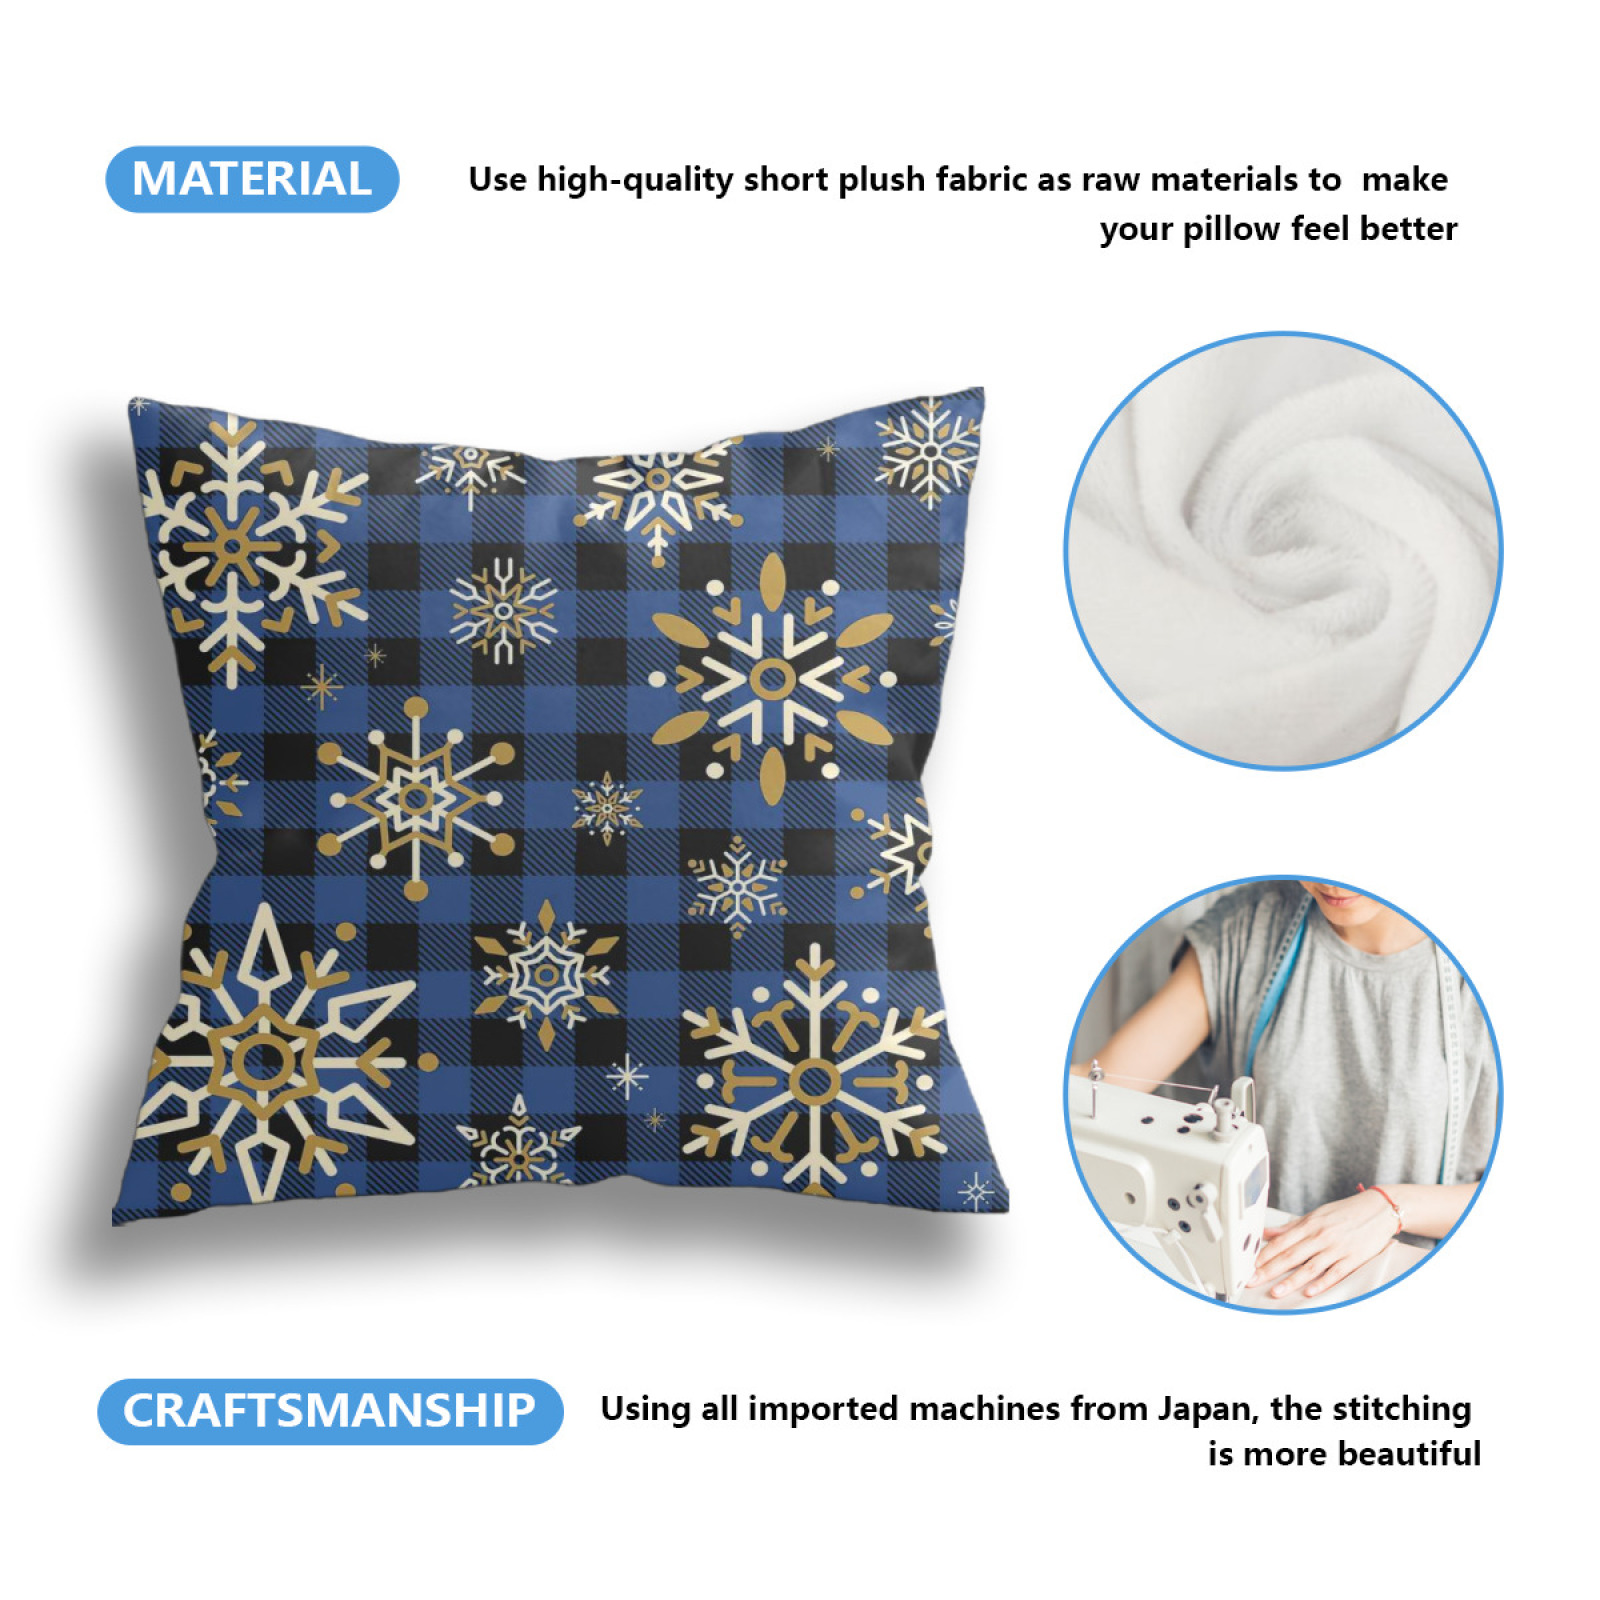 MATERIAL
Use high-quality short plush fabric as raw materials to make
your pillow feel better
CRAFTSMANSHIP
Using all imported machines from Japan, the stitching
is more beautiful